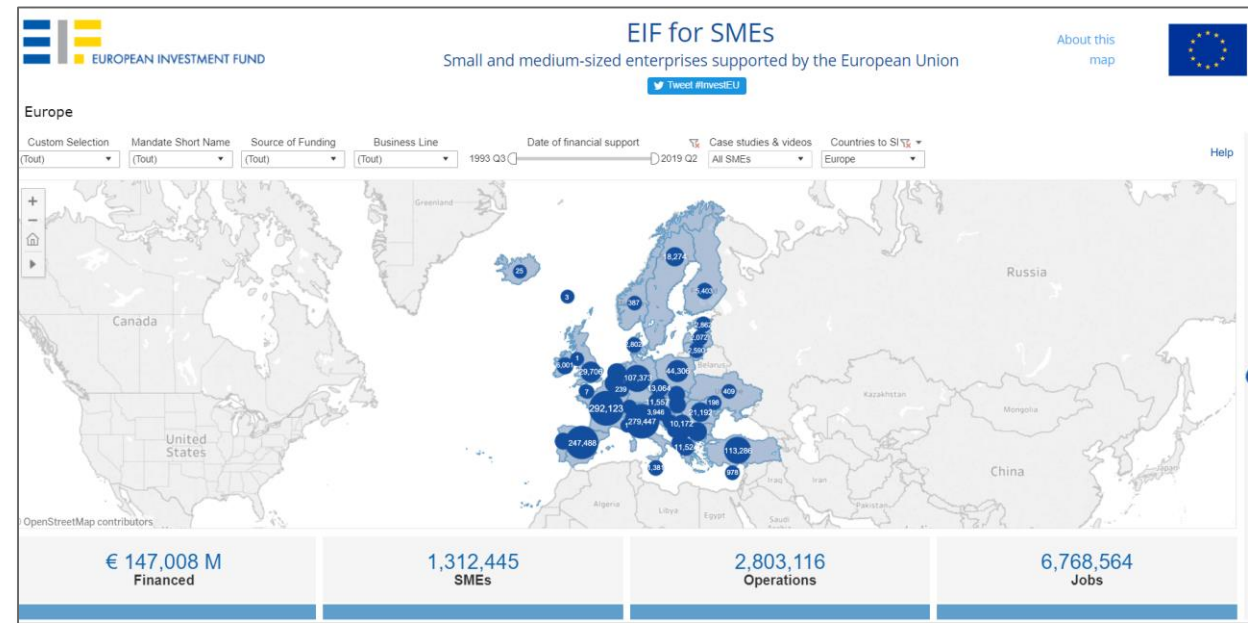 EUROPEAN INVESTMENT FUND
EIF for SMEs
Small and medium-sized enterprises supported by the European Union
Tweet #InvestEU
About this
map
Europe
Custom Selection Mandate Short Name Source of Funding Business Line Date of financial support Case studies & videos Countries to
(Tout) (Tout) (Tout) (Tout) 1993 Q3 2019 Q2 All SMEs Europe
Help
Greenland
18,274
Russia
25
5,403
3
387
Canada
1
29,706
107,373
44,306
Belarus
239
13,064
7
409
Kazakhstan
292,123
11,557
3,946
21,192
Mongolia
279,447
10,172
United
States
247,488
113,286
China
Japan
978
Iraq
Iran
Pakistan
Algeria
Libya
Egypt
Saudi
OpenStreetMap contributors
€ 147,008 M
Financed
1,312,445
SMEs
2,803,116
Operations
6,768,564
Jobs